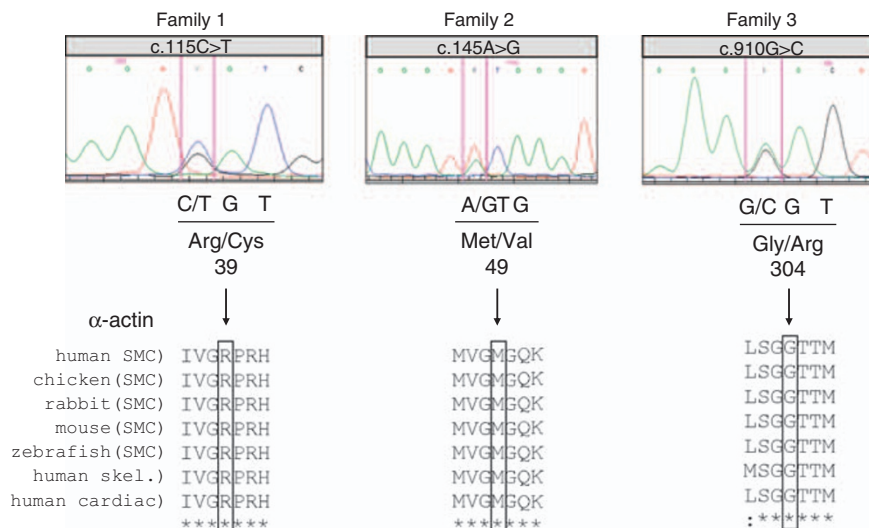 Family 1 Family 2 Family 3
c.115C>T c.145A>G c.910G>C
C/T G T A/GT G G/C G T
Arg/Cys Met/Val Gly/Arg
39 49 304
α-actin
human SMC) IVGRPRH MVGMGQK LSGGTTM
chicken(SMC) IVGRPRH MVGMGQK LSGGTTM
rabbit(SMC) IVGRPRH MVGMGQK LSGGTTM
mouse(SMC) IVGRPRH MVGMGQK LSGGTTM
zebrafish(SMC) IVGRPRH MVGMGQK LSGGTTM
human skel.) IVGRPRH MVGMGQK MSGGTTM
human cardiac) IVGRPRH MVGMGQK LSGGTTM
******* ******* :******